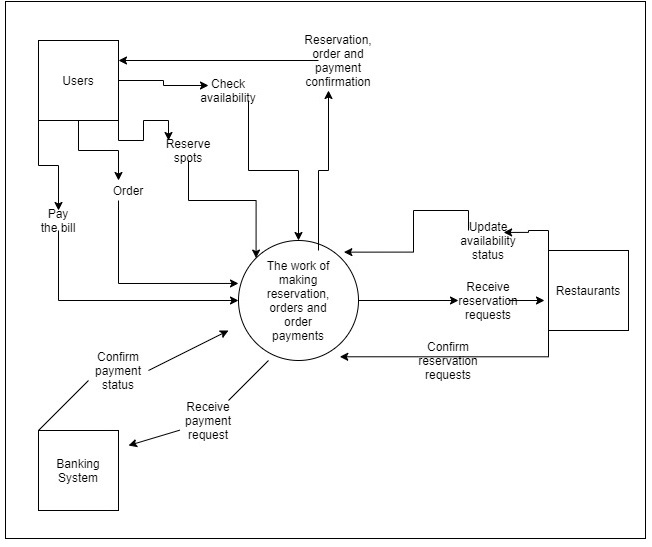 Reservation,
order and
payment
confirmation
Users
Check
availability
Reserve
spots
Order
Pay
the bill
Update
availability
status
The work of
making
reservation,
orders and
order
payments
Receive
reservation
requests
Restaurants
Confirm
reservation
requests
Confirm
payment
status
Receive
payment
request
Banking
System